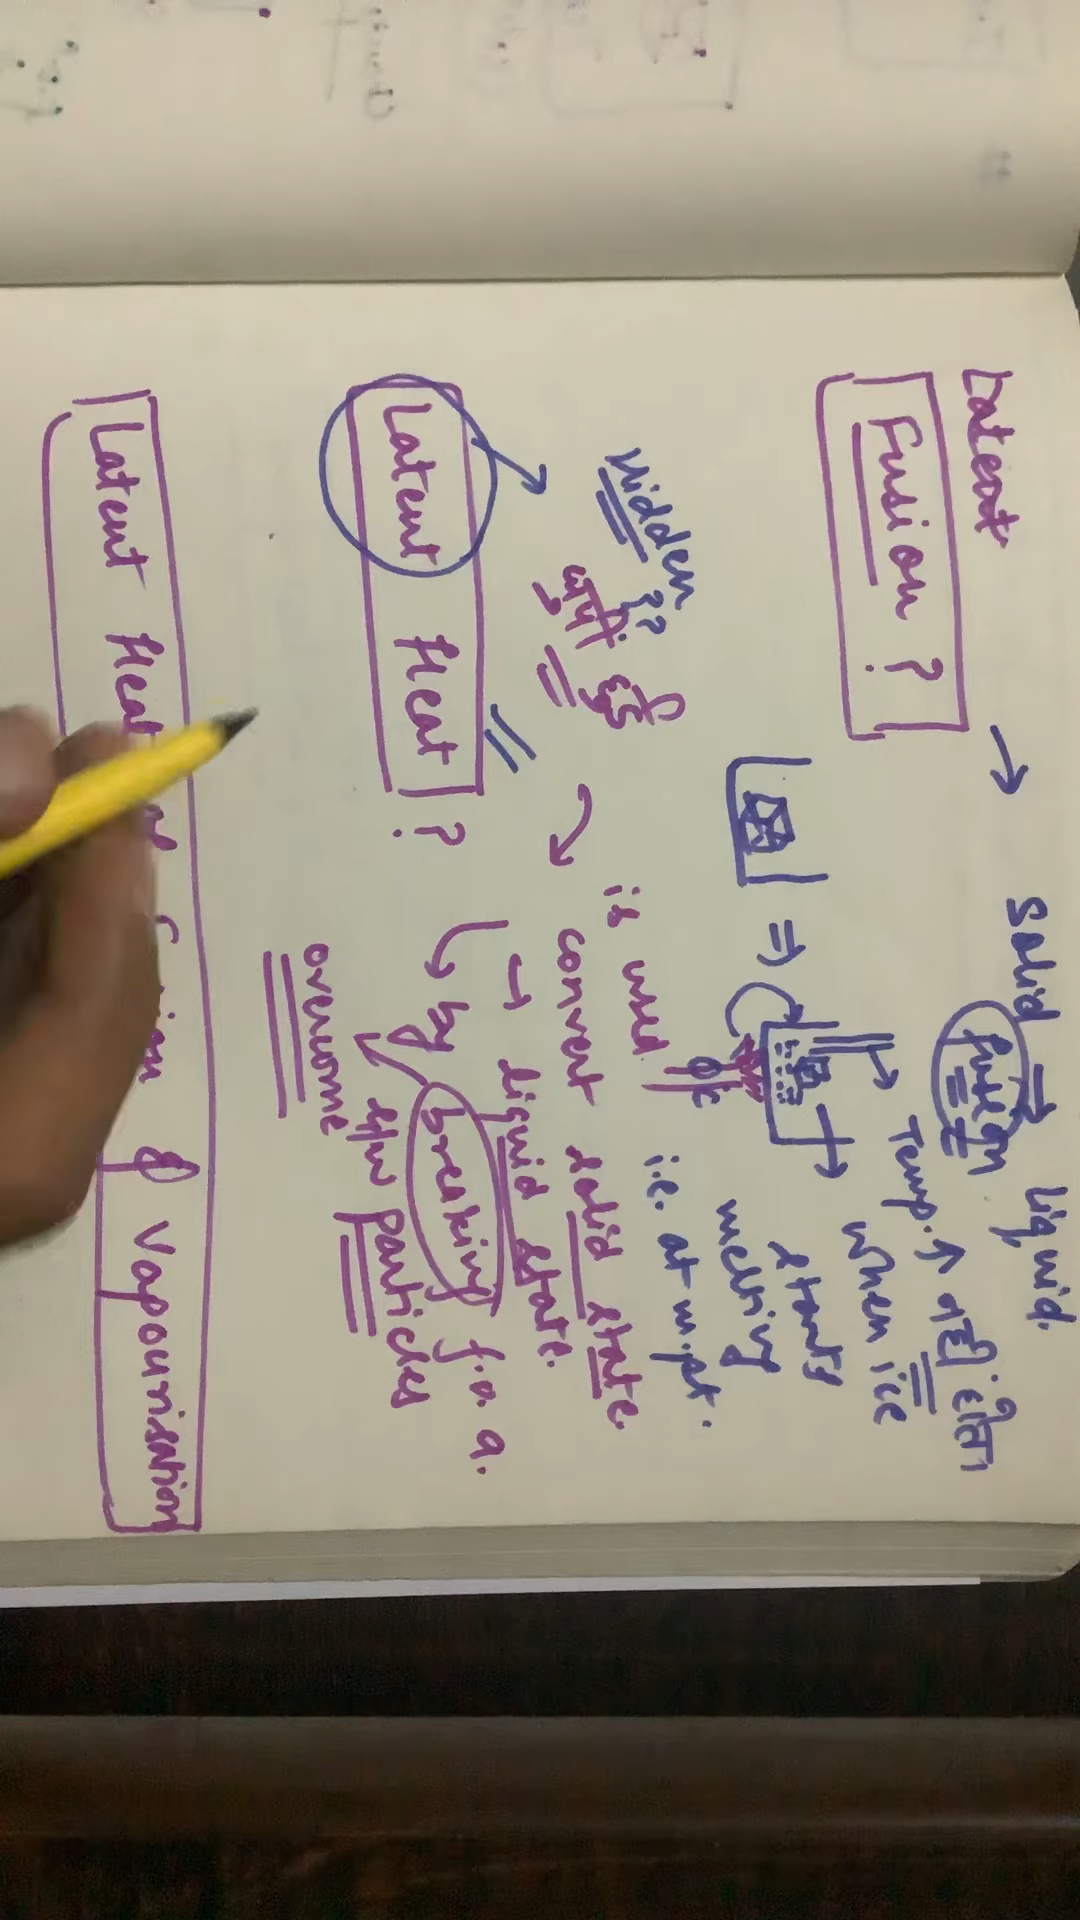 Latent
Fusion ?
→ Solid → Liquid.
fusion
Hidden ??
Temp. ↑ नहीं होता
when ice
starts
melting
i.e. at m.pt.
Latent Heat ?
is used
convert solid state.
→ liquid state.
by breaking f.o.a.
b/w particles
overcome
Latent Heat & Vapourisation